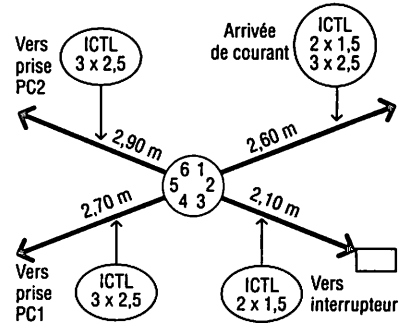 Vers
prise
PC2
ICTL
3 x 2,5
Arrivée
de courant
ICTL
2 x 1,5
3 x 2,5
2,90 m
2,60 m
6 1
5 2
4 3
2,70 m
2,10 m
Vers
prise
PC1
ICTL
3 x 2,5
ICTL
2 x 1,5
Vers
interrupteur